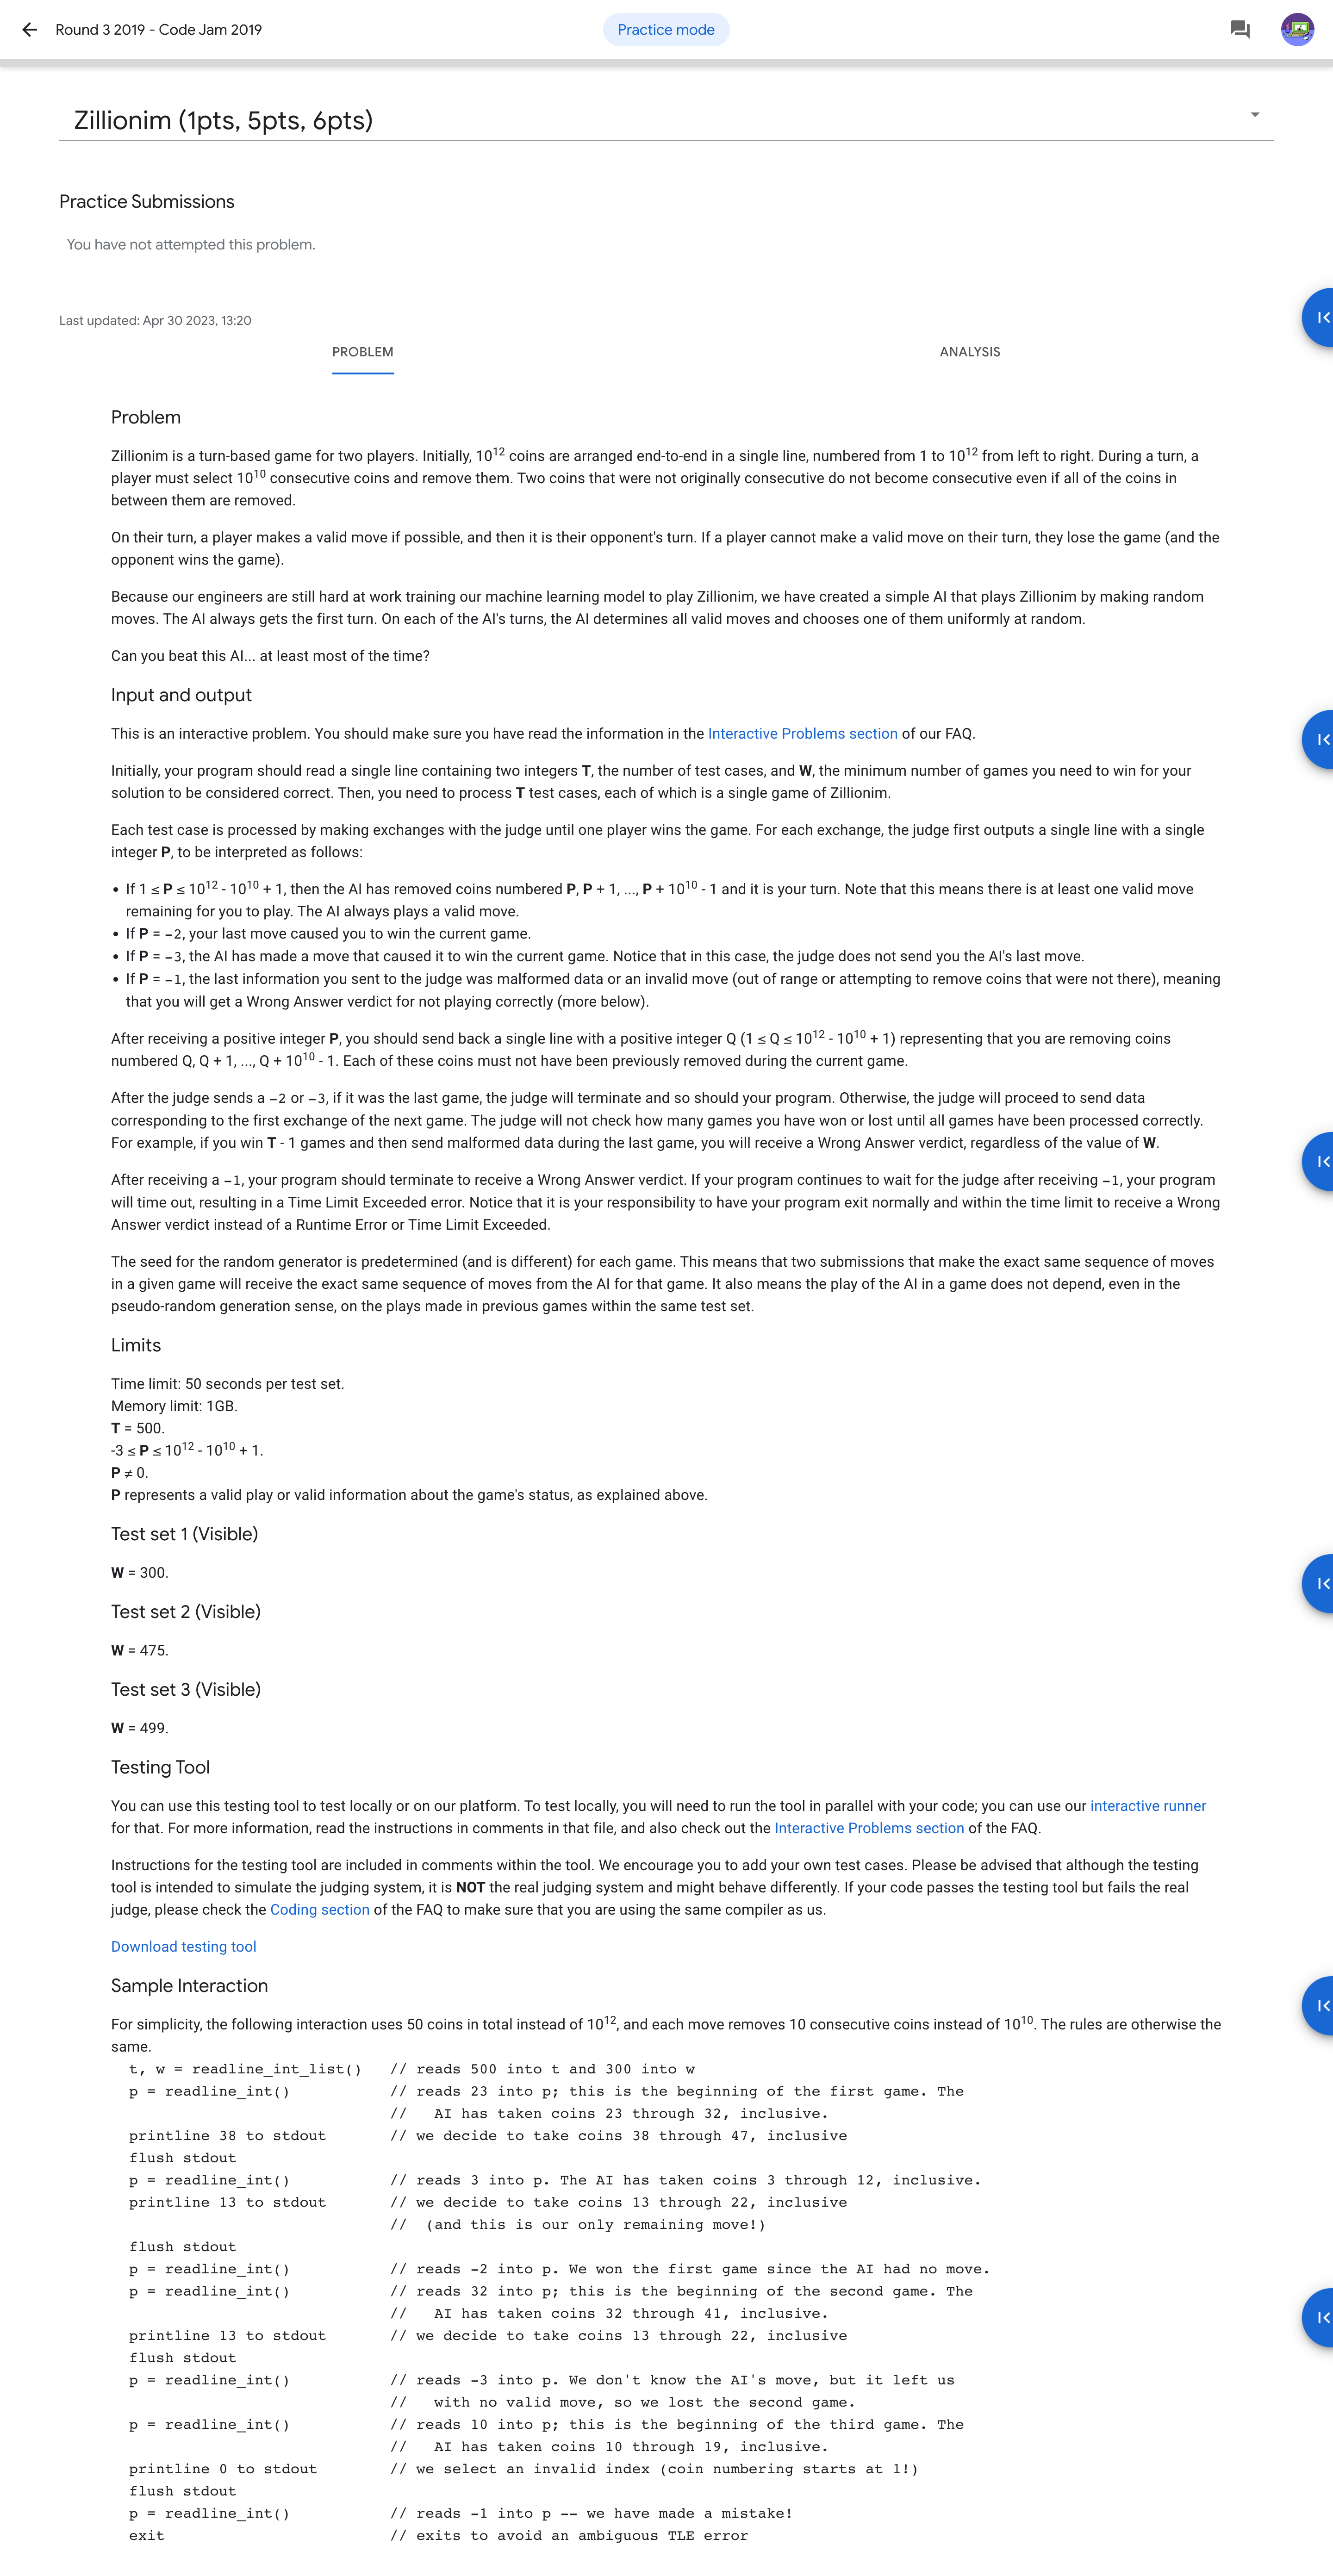 Round 3 2019 - Code Jam 2019
Practice mode
Zillionim (1pts, 5pts, 6pts)
Practice Submissions
You have not attempted this problem.
Last updated: Apr 30 2023, 13:20
PROBLEM
ANALYSIS
Problem
Zillionim is a turn-based game for two players. Initially, 10^12 coins are arranged end-to-end in a single line, numbered from 1 to 10^12 from left to right. During a turn, a
player must select 10^10 consecutive coins and remove them. Two coins that were not originally consecutive do not become consecutive even if all of the coins in
between them are removed.
On their turn, a player makes a valid move if possible, and then it is their opponent's turn. If a player cannot make a valid move on their turn, they lose the game (and the
opponent wins the game).
Because our engineers are still hard at work training our machine learning model to play Zillionim, we have created a simple AI that plays Zillionim by making random
moves. The AI always gets the first turn. On each of the AI's turns, the AI determines all valid moves and chooses one of them uniformly at random.
Can you beat this AI... at least most of the time?
Input and output
This is an interactive problem. You should make sure you have read the information in the Interactive Problems section of our FAQ.
Initially, your program should read a single line containing two integers T, the number of test cases, and W, the minimum number of games you need to win for your
solution to be considered correct. Then, you need to process T test cases, each of which is a single game of Zillionim.
Each test case is processed by making exchanges with the judge until one player wins the game. For each exchange, the judge first outputs a single line with a single
integer P, to be interpreted as follows:
• If 1 ≤ P ≤ 10^12 - 10^10 + 1, then the AI has removed coins numbered P, P + 1, ..., P + 10^10 - 1 and it is your turn. Note that this means there is at least one valid move
remaining for you to play. The AI always plays a valid move.
• If P = -2, your last move caused you to win the current game.
• If P = -3, the AI has made a move that caused it to win the current game. Notice that in this case, the judge does not send you the AI's last move.
• If P = -1, the last information you sent to the judge was malformed data or an invalid move (out of range or attempting to remove coins that were not there), meaning
that you will get a Wrong Answer verdict for not playing correctly (more below).
After receiving a positive integer P, you should send back a single line with a positive integer Q (1 ≤ Q ≤ 10^12 - 10^10 + 1) representing that you are removing coins
numbered Q, Q + 1, ..., Q + 10^10 - 1. Each of these coins must not have been previously removed during the current game.
After the judge sends a -2 or -3, if it was the last game, the judge will terminate and so should your program. Otherwise, the judge will proceed to send data
corresponding to the first exchange of the next game. The judge will not check how many games you have won or lost until all games have been processed correctly.
For example, if you win T - 1 games and then send malformed data during the last game, you will receive a Wrong Answer verdict, regardless of the value of W.
After receiving a -1, your program should terminate to receive a Wrong Answer verdict. If your program continues to wait for the judge after receiving -1, your program
will time out, resulting in a Time Limit Exceeded error. Notice that it is your responsibility to have your program exit normally and within the time limit to receive a Wrong
Answer verdict instead of a Runtime Error or Time Limit Exceeded.
The seed for the random generator is predetermined (and is different) for each game. This means that two submissions that make the exact same sequence of moves
in a given game will receive the exact same sequence of moves from the AI for that game. It also means the play of the AI in a game does not depend, even in the
pseudo-random generation sense, on the plays made in previous games within the same test set.
Limits
Time limit: 50 seconds per test set.
Memory limit: 1GB.
T = 500.
-3 ≤ P ≤ 10^12 - 10^10 + 1.
P ≠ 0.
P represents a valid play or valid information about the game's status, as explained above.
Test set 1 (Visible)
W = 300.
Test set 2 (Visible)
W = 475.
Test set 3 (Visible)
W = 499.
Testing Tool
You can use this testing tool to test locally or on our platform. To test locally, you will need to run the tool in parallel with your code; you can use our interactive runner
for that. For more information, read the instructions in comments in that file, and also check out the Interactive Problems section of the FAQ.
Instructions for the testing tool are included in comments within the tool. We encourage you to add your own test cases. Please be advised that although the testing
tool is intended to simulate the judging system, it is NOT the real judging system and might behave differently. If your code passes the testing tool but fails the real
judge, please check the Coding section of the FAQ to make sure that you are using the same compiler as us.
Download testing tool
Sample Interaction
For simplicity, the following interaction uses 50 coins in total instead of 10^12, and each move removes 10 consecutive coins instead of 10^10. The rules are otherwise the
same.
t, w = readline_int_list()   // reads 500 into t and 300 into w
p = readline_int()           // reads 23 into p; this is the beginning of the first game. The
//   AI has taken coins 23 through 32, inclusive.
printline 38 to stdout       // we decide to take coins 38 through 47, inclusive
flush stdout
p = readline_int()           // reads 3 into p. The AI has taken coins 3 through 12, inclusive.
printline 13 to stdout       // we decide to take coins 13 through 22, inclusive
//  (and this is our only remaining move!)
flush stdout
p = readline_int()           // reads -2 into p. We won the first game since the AI had no move.
p = readline_int()           // reads 32 into p; this is the beginning of the second game. The
//   AI has taken coins 32 through 41, inclusive.
printline 13 to stdout       // we decide to take coins 13 through 22, inclusive
flush stdout
p = readline_int()           // reads -3 into p. We don't know the AI's move, but it left us
//   with no valid move, so we lost the second game.
p = readline_int()           // reads 10 into p; this is the beginning of the third game. The
//   AI has taken coins 10 through 19, inclusive.
printline 0 to stdout        // we select an invalid index (coin numbering starts at 1!)
flush stdout
p = readline_int()           // reads -1 into p -- we have made a mistake!
exit                         // exits to avoid an ambiguous TLE error